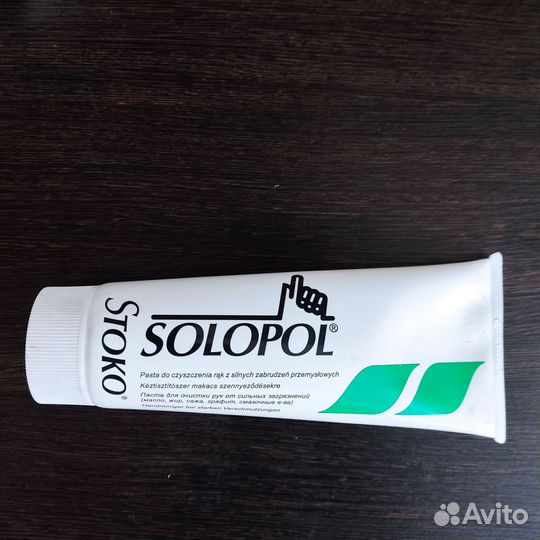 STOKO®
SOLOPOL®
Pasta do czyszczenia rąk z silnych zabrudzeń przemysłowych
Kéztisztítószer makacs szennyeződésekre
Паста для очистки рук от сильных загрязнений
(масло, жир, сажа, графит, смазочные в-ва)
Handreiniger bei starken Verschmutzungen
Avito